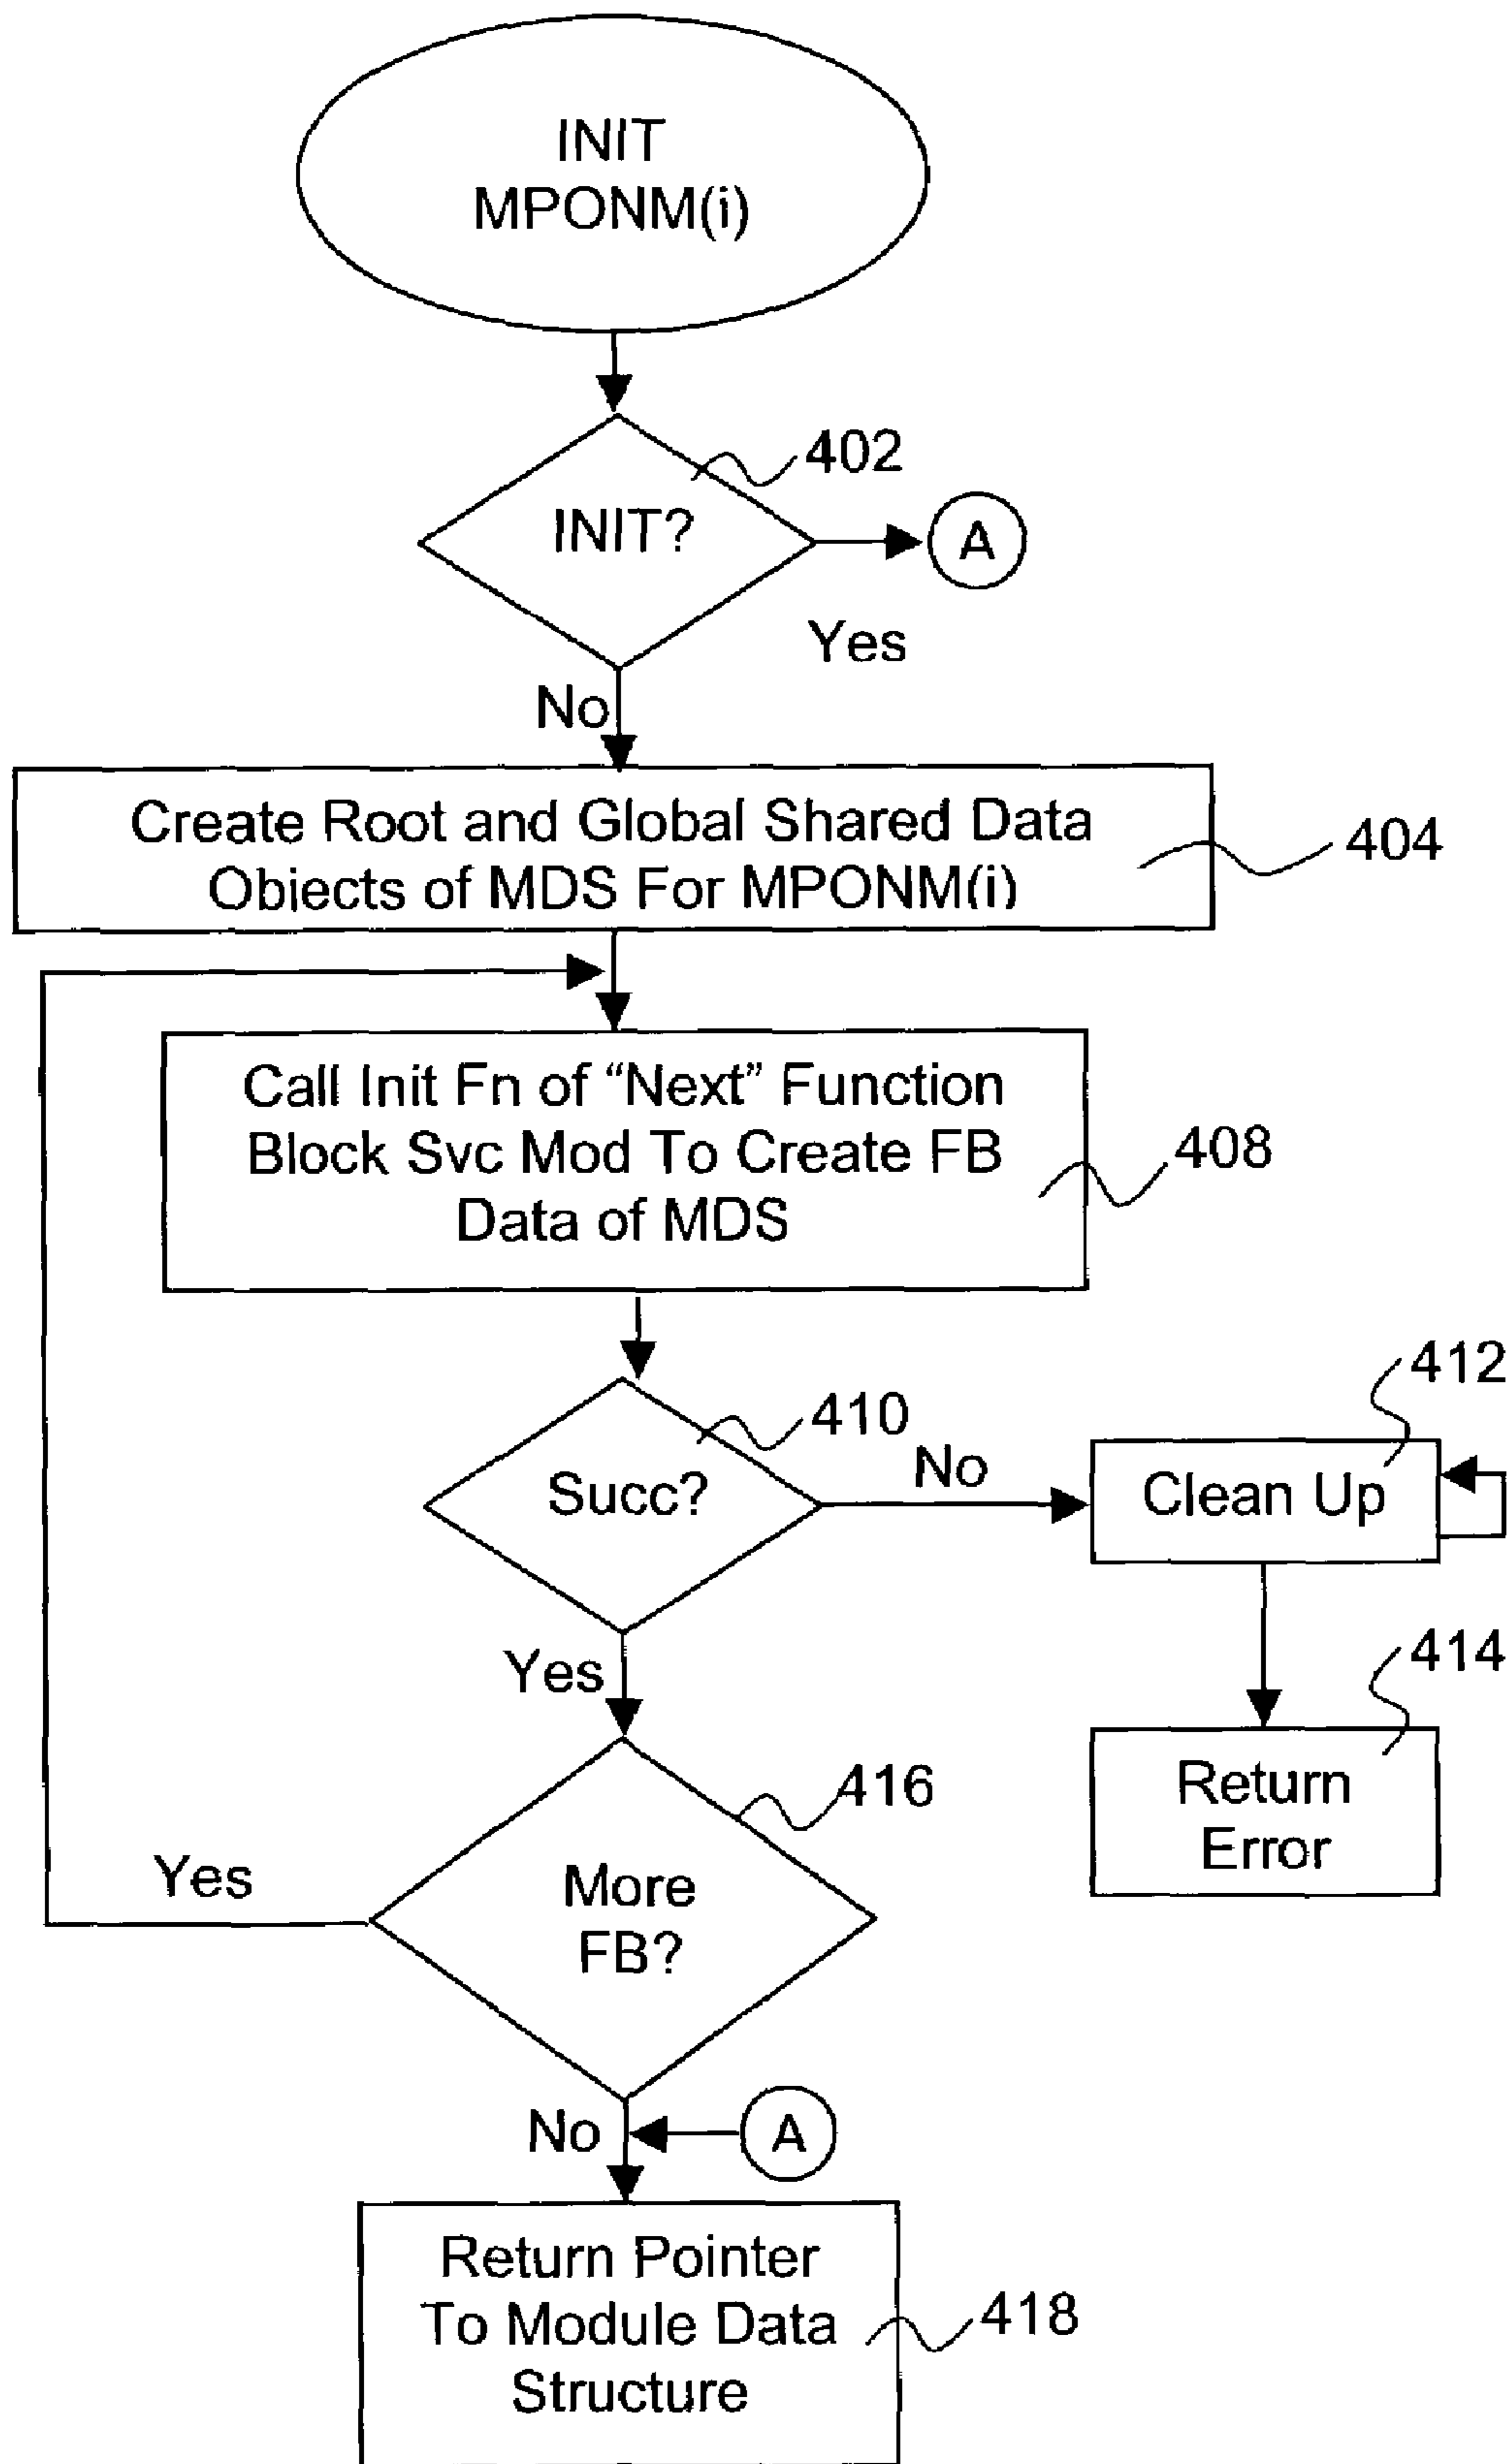 INIT
MPONM(i)
402
INIT?
A
Yes
No
Create Root and Global Shared Data
Objects of MDS For MPONM(i)
404
Call Init Fn of “Next” Function
Block Svc Mod To Create FB
Data of MDS
408
412
410
No
Succ?
Clean Up
Yes
414
416
Return
Error
Yes
More
FB?
No
A
Return Pointer
To Module Data
Structure
418